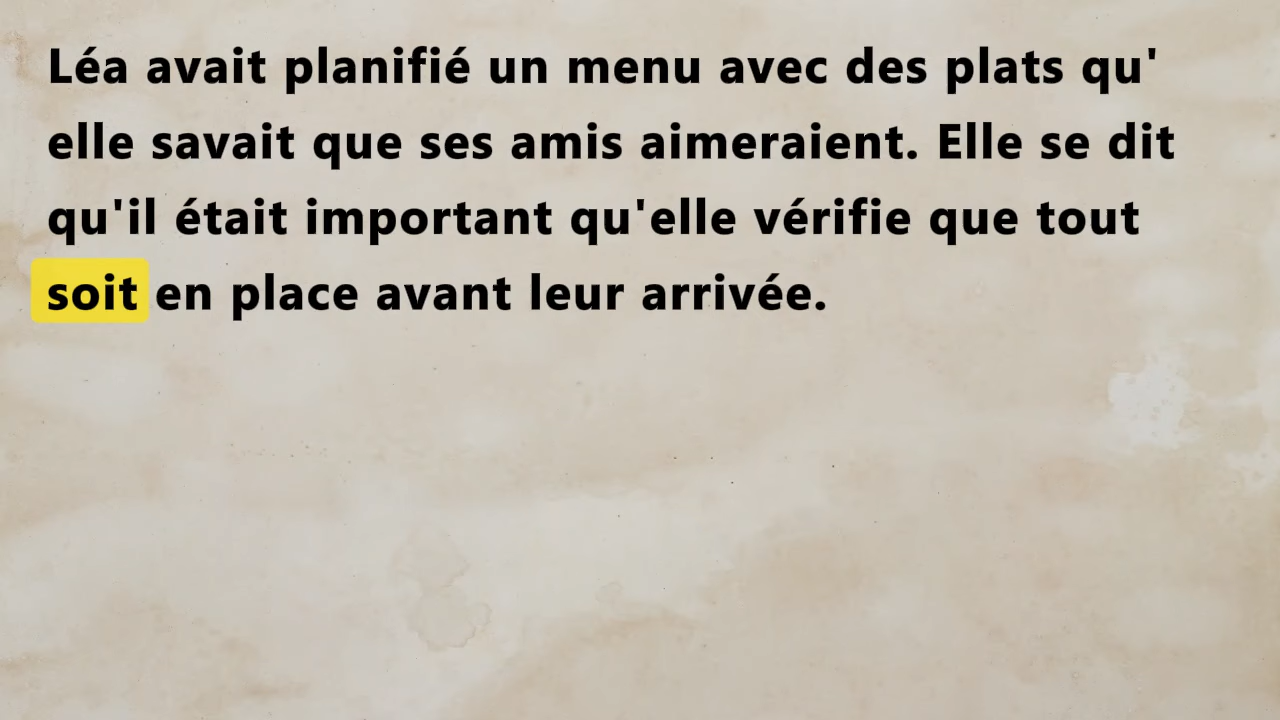 Léa avait planifié un menu avec des plats qu'
elle savait que ses amis aimeraient. Elle se dit
qu'il était important qu'elle vérifie que tout
soit en place avant leur arrivée.